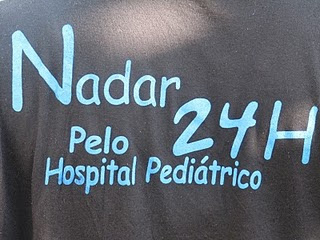 Nadar
24H
Pelo
Hospital Pediátrico